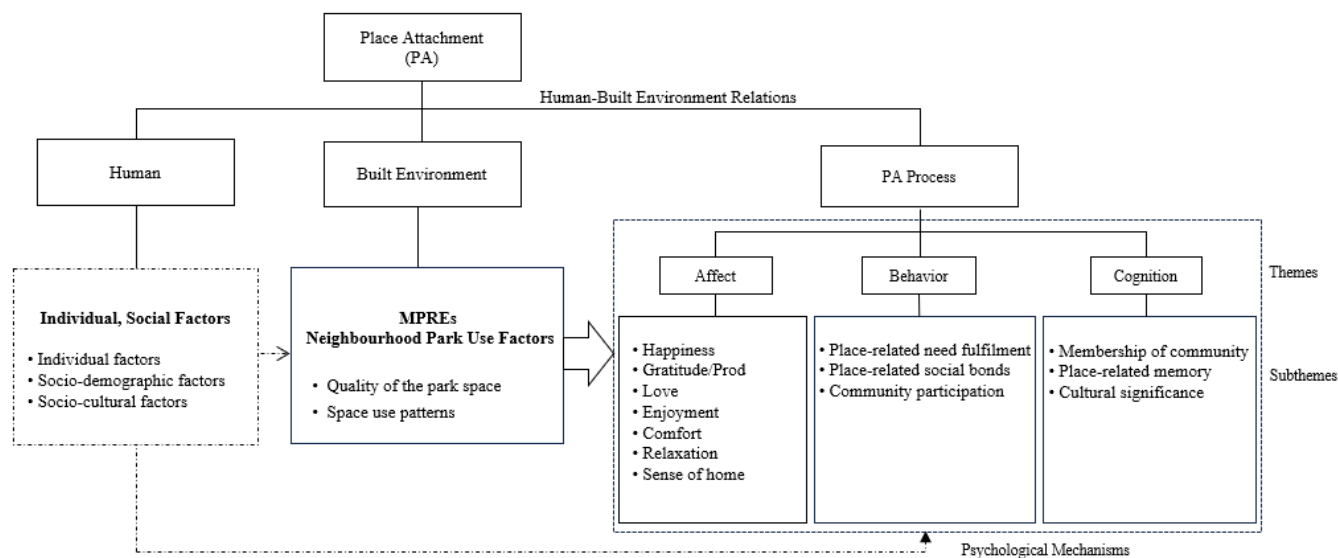 Place Attachment
(PA)
Human-Built Environment Relations
Human
Built Environment
PA Process
Affect
Behavior
Cognition
Themes
Individual, Social Factors
• Individual factors
• Socio-demographic factors
• Socio-cultural factors
MPREs
Neighbourhood Park Use Factors
• Quality of the park space
• Space use patterns
• Happiness
• Gratitude/Prod
• Love
• Enjoyment
• Comfort
• Relaxation
• Sense of home
• Place-related need fulfilment
• Place-related social bonds
• Community participation
• Membership of community
• Place-related memory
• Cultural significance
Subthemes
Psychological Mechanisms